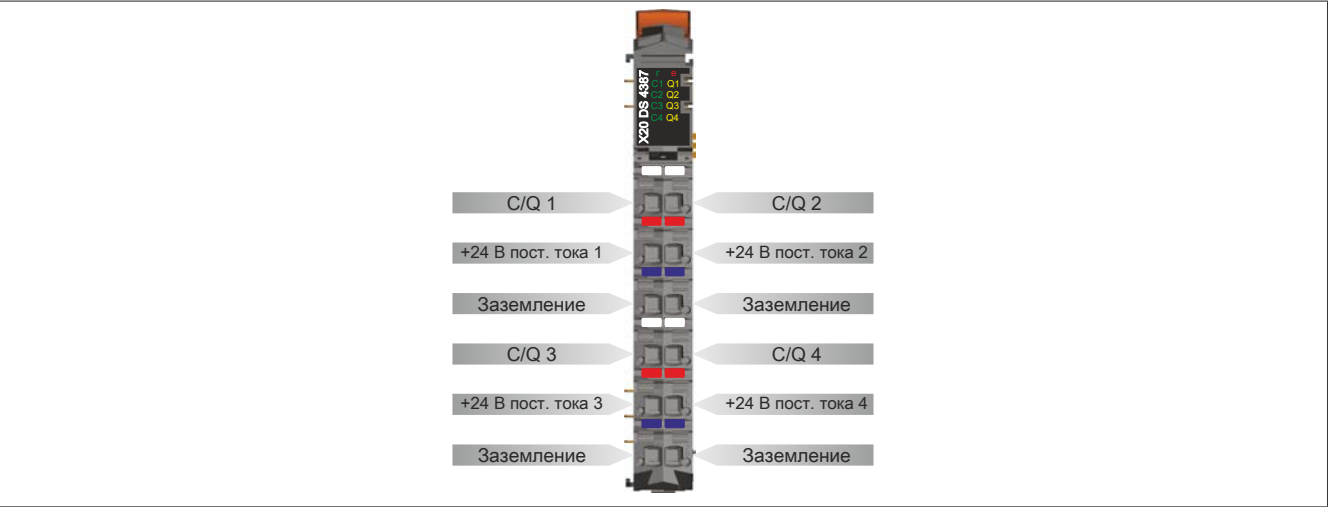 X20 DS 4387
r e
C1 Q1
C2 Q2
C3 Q3
C4 Q4
C/Q 1 C/Q 2
+24 В пост. тока 1 +24 В пост. тока 2
Заземление Заземление
C/Q 3 C/Q 4
+24 В пост. тока 3 +24 В пост. тока 4
Заземление Заземление